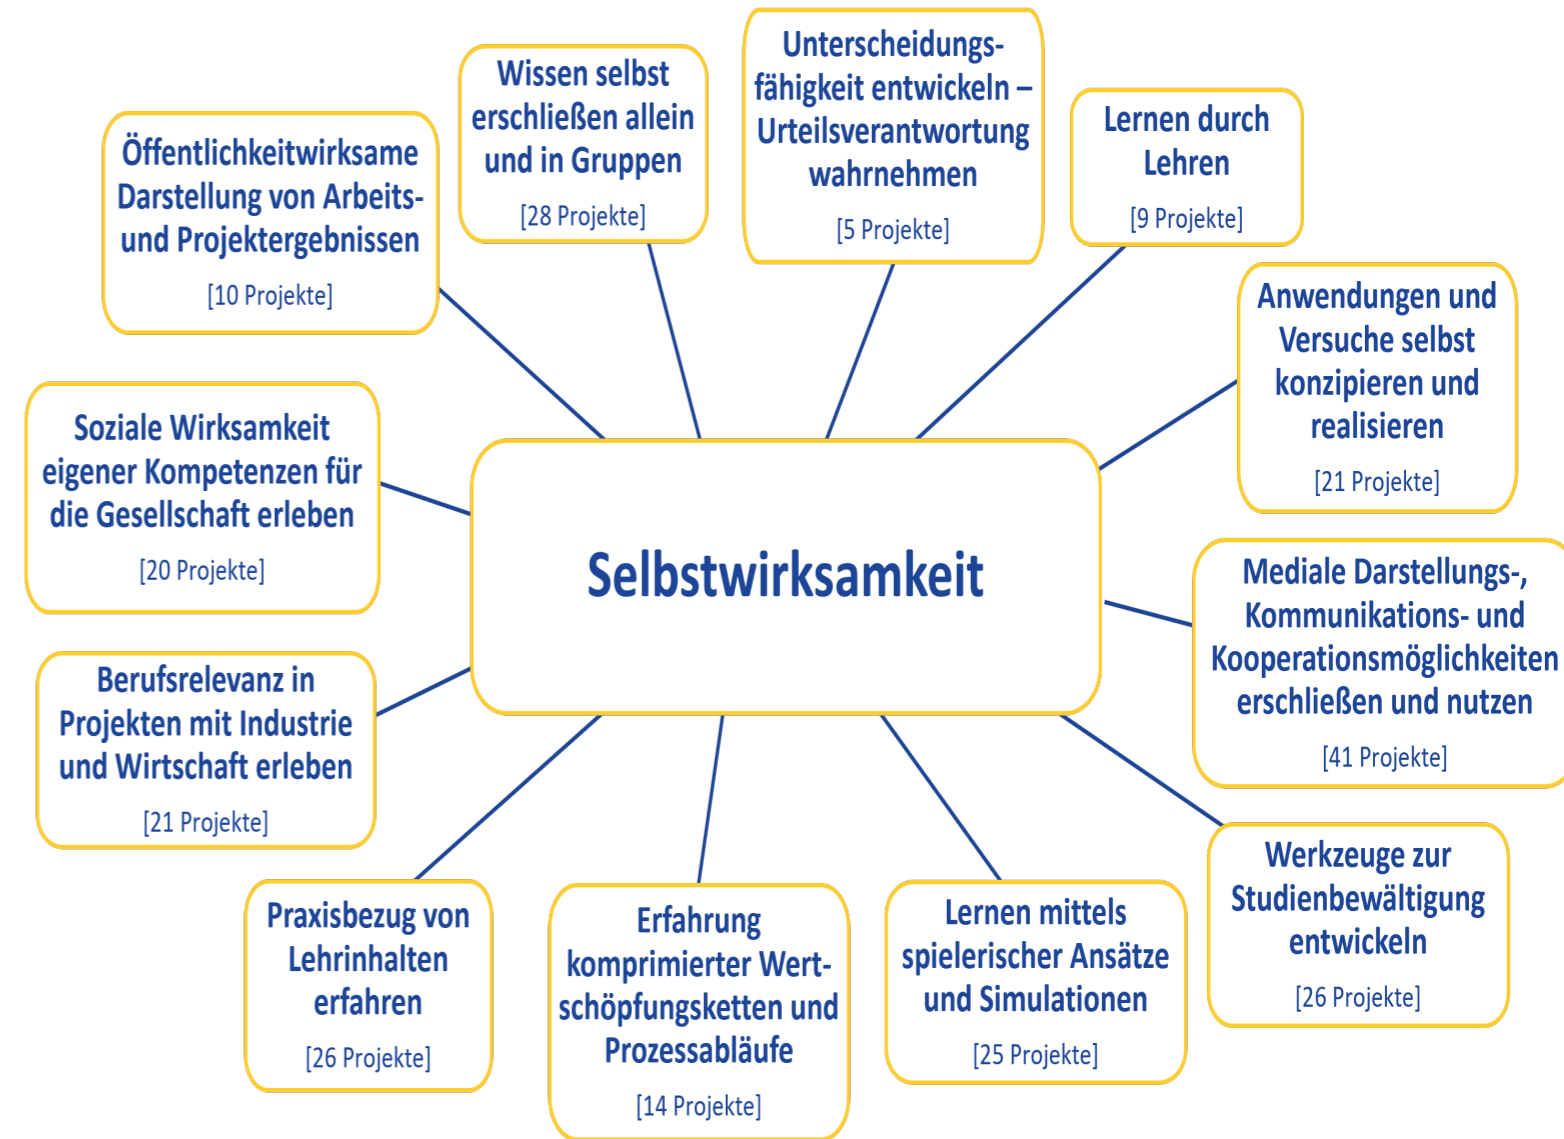 Unterscheidungs-
fähigkeit entwickeln –
Urteilsverantwortung
wahrnehmen
[5 Projekte]
Wissen selbst
erschließen allein
und in Gruppen
[28 Projekte]
Lernen durch
Lehren
[9 Projekte]
Öffentlichkeitwirksame
Darstellung von Arbeits-
und Projektergebnissen
[10 Projekte]
Anwendungen und
Versuche selbst
konzipieren und
realisieren
[21 Projekte]
Soziale Wirksamkeit
eigener Kompetenzen für
die Gesellschaft erleben
[20 Projekte]
Selbstwirksamkeit
Mediale Darstellungs-,
Kommunikations- und
Kooperationsmöglichkeiten
erschließen und nutzen
[41 Projekte]
Berufsrelevanz in
Projekten mit Industrie
und Wirtschaft erleben
[21 Projekte]
Werkzeuge zur
Studienbewältigung
entwickeln
[26 Projekte]
Praxisbezug von
Lehrinhalten
erfahren
[26 Projekte]
Erfahrung
komprimierter Wert-
schöpfungsketten und
Prozessabläufe
[14 Projekte]
Lernen mittels
spielerischer Ansätze
und Simulationen
[25 Projekte]